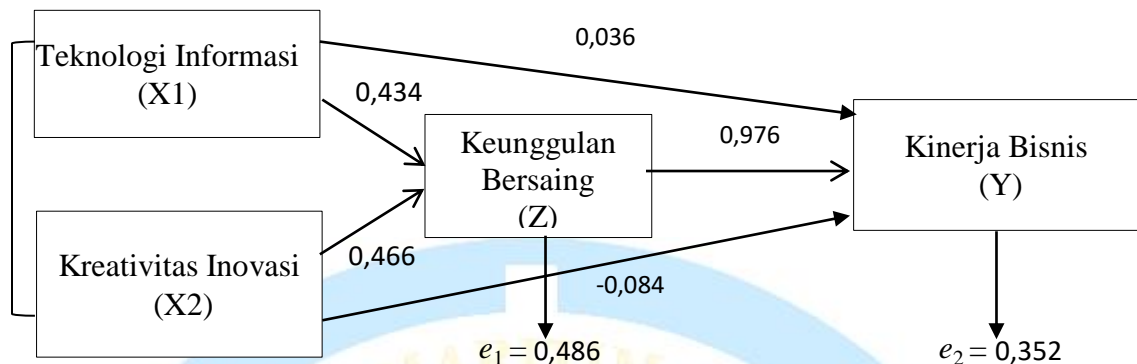 0,036
Teknologi Informasi
(X1)
0,434
Keunggulan
Bersaing
(Z)
0,976
Kinerja Bisnis
(Y)
Kreativitas Inovasi
(X2)
0,466
-0,084
e1 = 0,486
e2 = 0,352